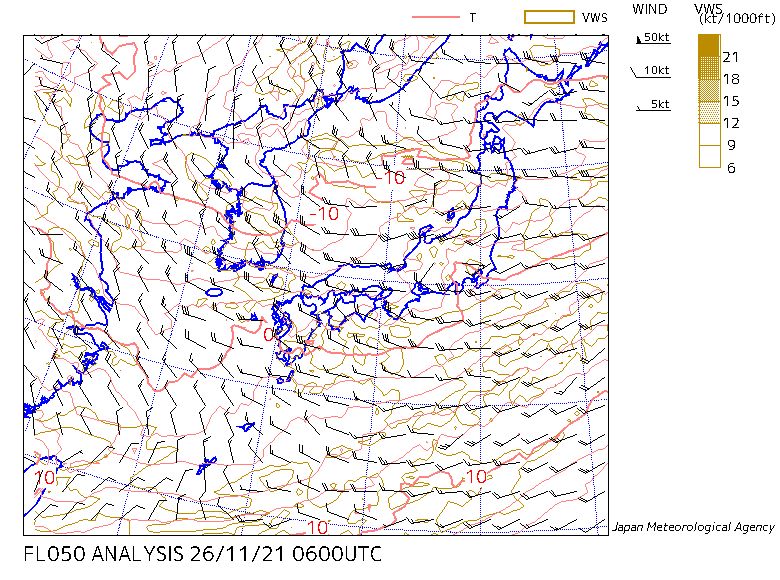 T VWS WIND VWS
(kt/1000ft)
50kt
10kt
5kt
21
18
15
12
9
6
-10
-10
0
10
10
10
Japan Meteorological Agency
FL050 ANALYSIS 26/11/21 0600UTC